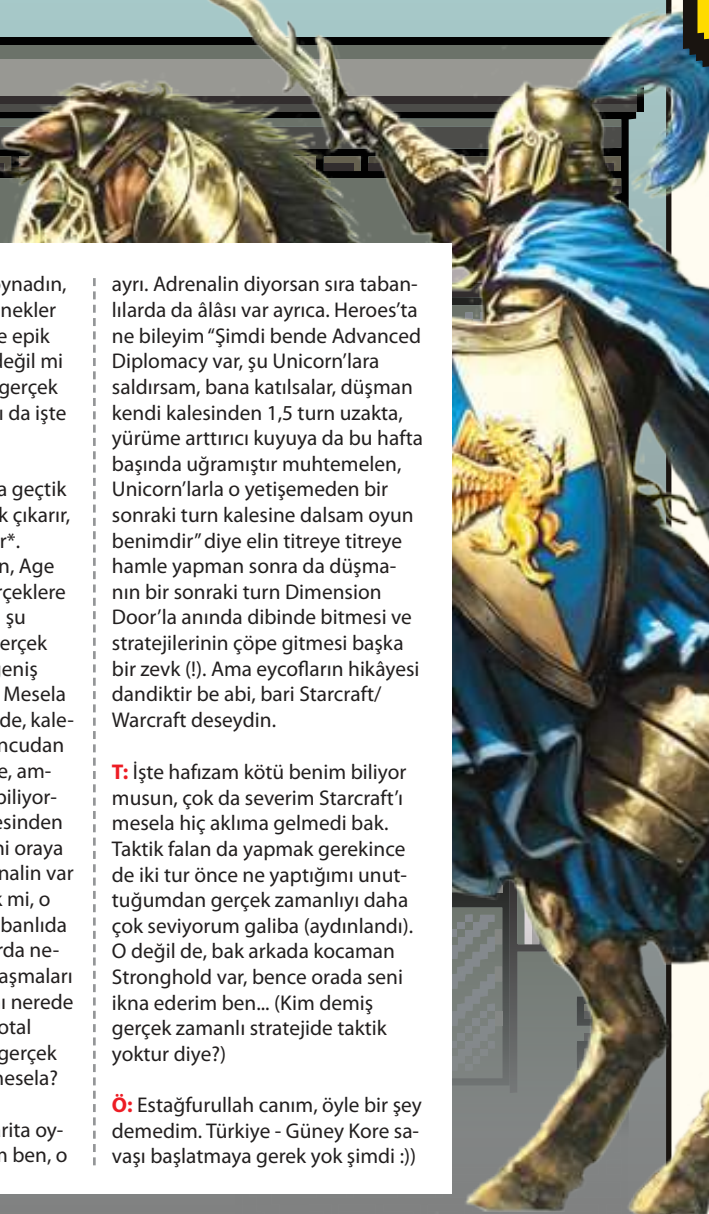 ynadın,
nekler
e epik
değil mi
gerçek
ı da işte
a geçtik
k çıkarır,
r*.
n, Age
rçeklere
şu
erçek
eniş
Mesela
de, kale-
ncudan
e, am-
biliyor-
esinden
ni oraya
nalin var
k mi, o
banlıda
rda ne-
aşmaları
ı nerede
otal
gerçek
nesela?
rita oy-
m ben, o
ayrı. Adrenalin diyorsan sıra taban-
lılarda da âlâsı var ayrıca. Heroes’ta
ne bileyim “Şimdi bende Advanced
Diplomacy var, şu Unicorn’lara
saldırsam, bana katılsalar, düşman
kendi kalesinden 1,5 turn uzakta,
yürüme arttırıcı kuyuya da bu hafta
başında uğramıştır muhtemelen,
Unicorn’larla o yetişemeden bir
sonraki turn kalesine dalsam oyun
benimdir” diye elin titreye titreye
hamle yapman sonra da düşma-
nın bir sonraki turn Dimension
Door’la anında dibinde bitmesi ve
stratejilerinin çöpe gitmesi başka
bir zevk (!). Ama eycofların hikâyesi
dandiktir be abi, bari Starcraft/
Warcraft deseydin.
T: İşte hafızam kötü benim biliyor
musun, çok da severim Starcraft’ı
mesela hiç aklıma gelmedi bak.
Taktik falan da yapmak gerekince
de iki tur önce ne yaptığımı unut-
tuğumdan gerçek zamanlıyı daha
çok seviyorum galiba (aydınlandı).
O değil de, bak arkada kocaman
Stronghold var, bence orada seni
ikna ederim ben... (Kim demiş
gerçek zamanlı stratejide taktik
yoktur diye?)
Ö: Estağfurullah canım, öyle bir şey
demedim. Türkiye - Güney Kore sa-
vaşı başlatmaya gerek yok şimdi :))